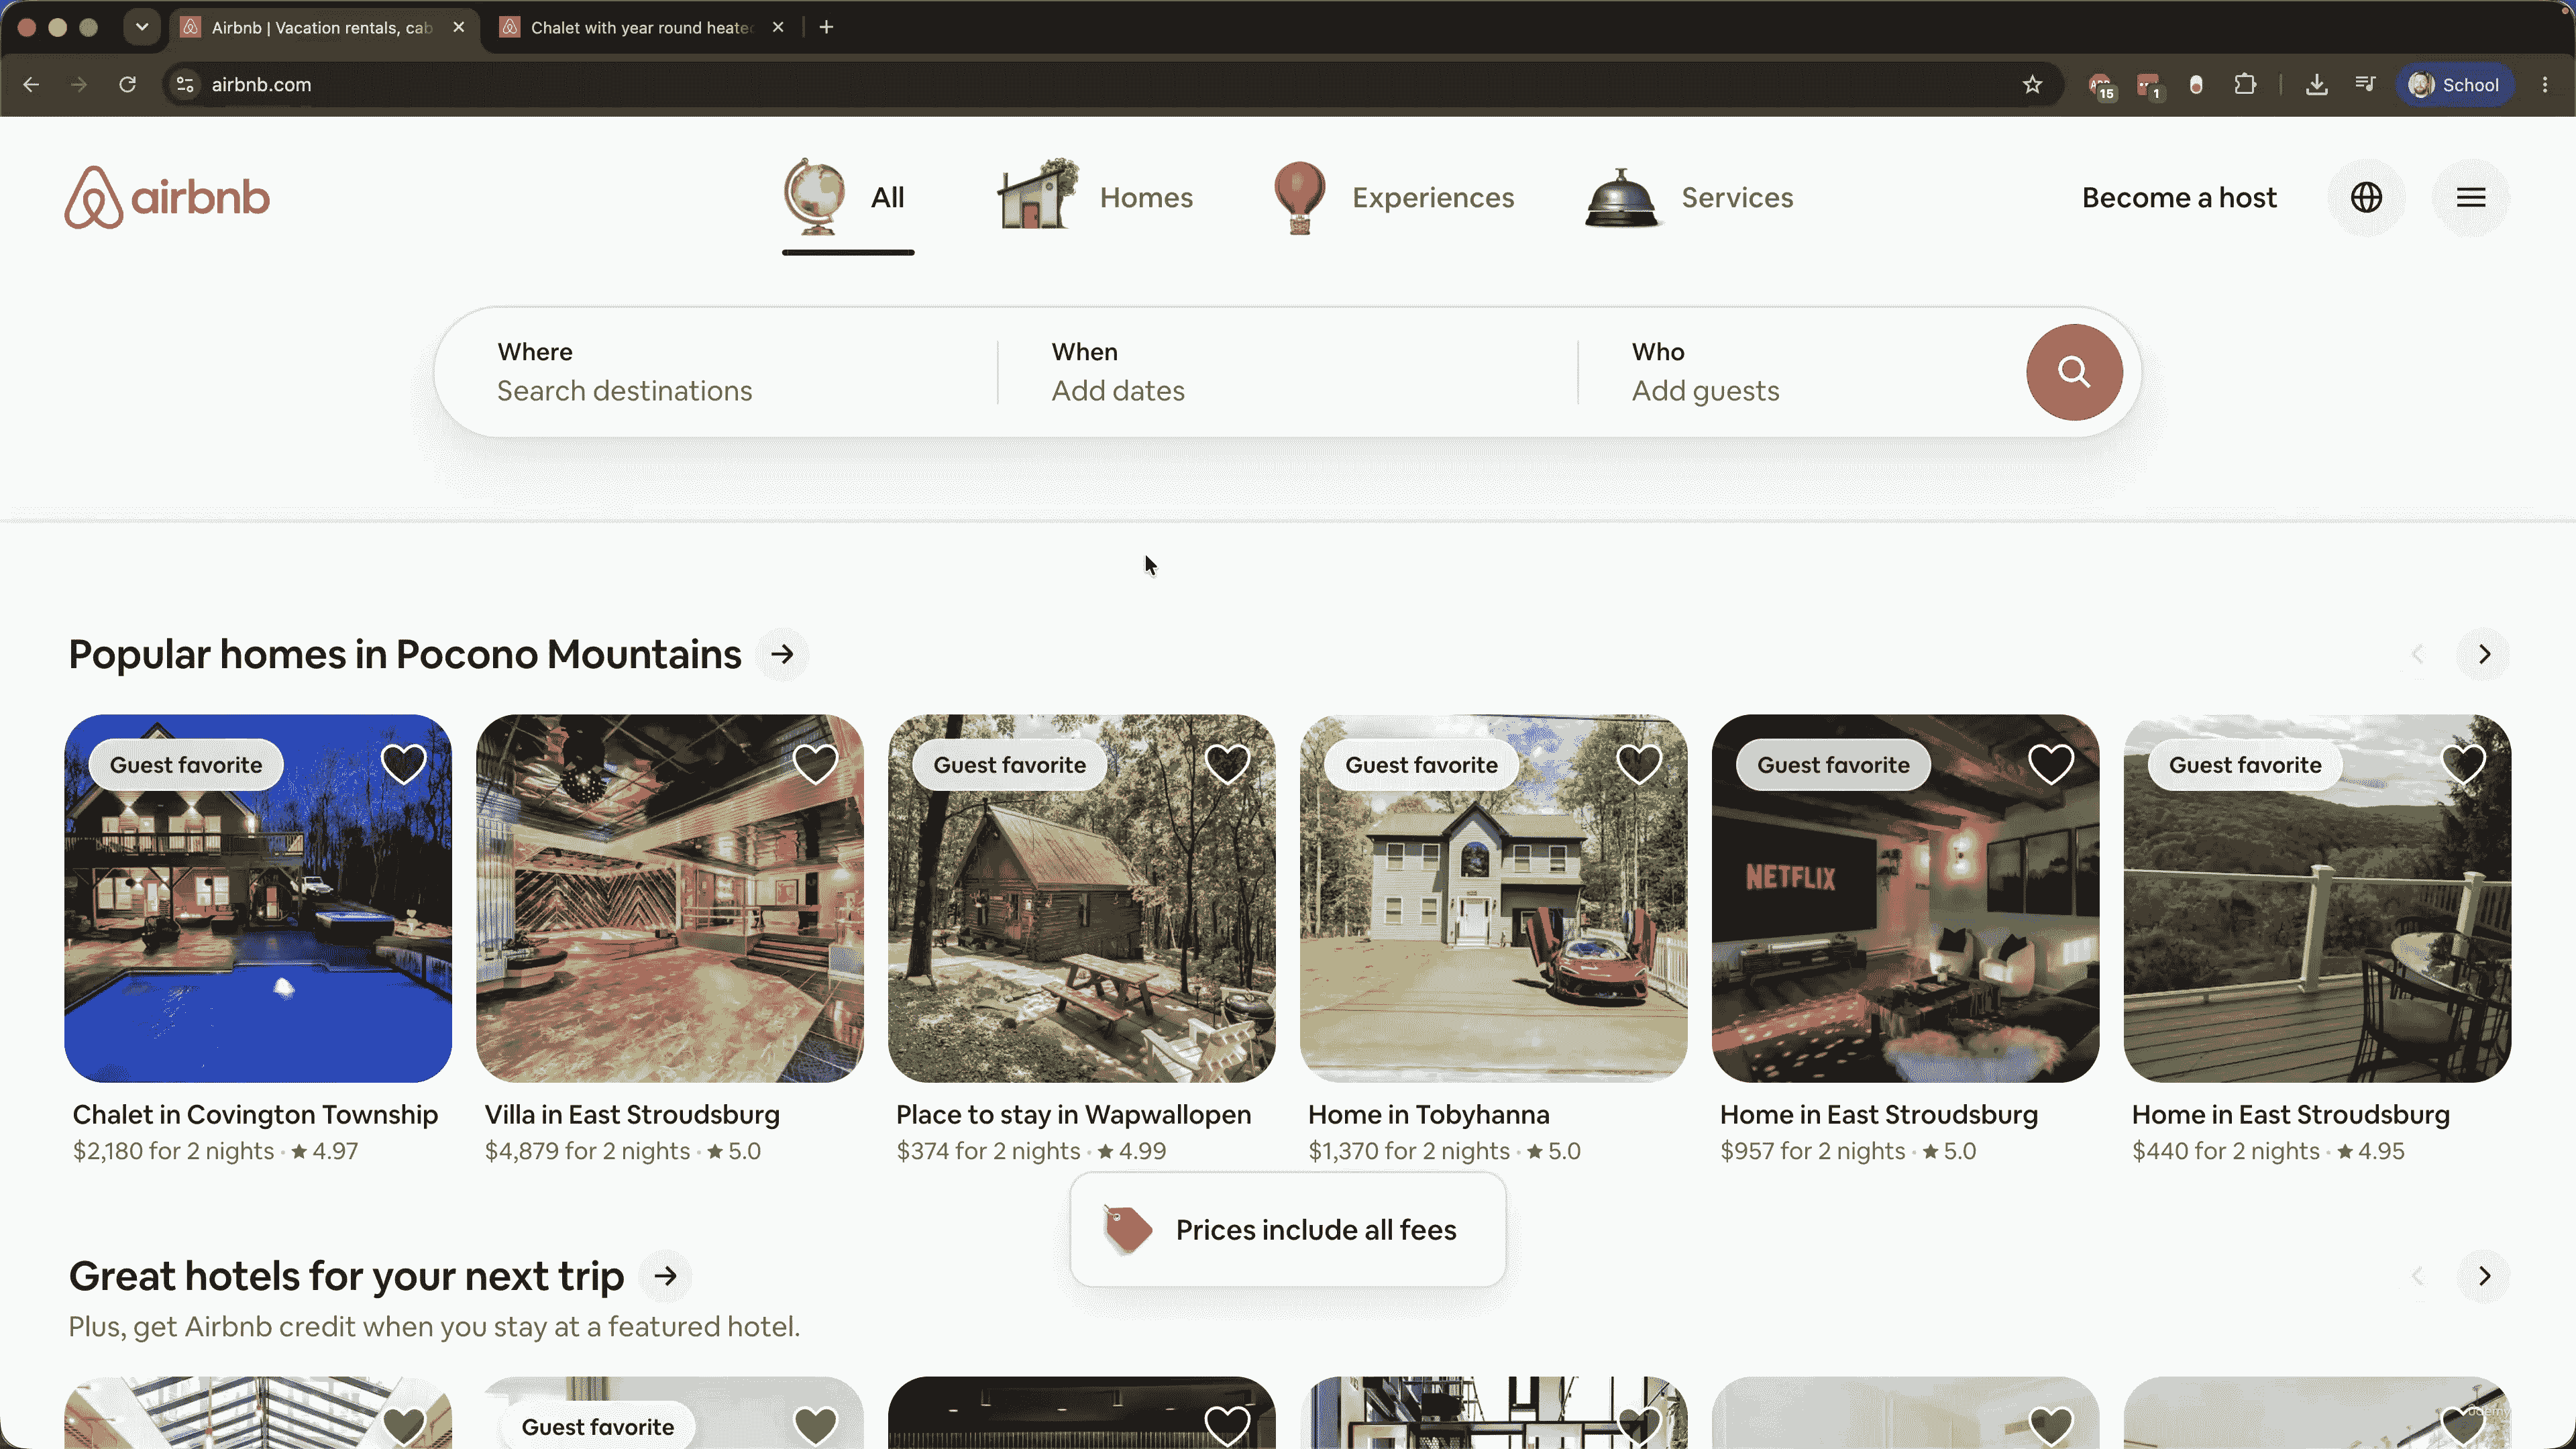 Airbnb | Vacation rentals, cab
Chalet with year round heate
airbnb.com
15
1
School
airbnb
All
Homes
Experiences
Services
Become a host
Where
Search destinations
When
Add dates
Who
Add guests
Popular homes in Pocono Mountains
Guest favorite
Guest favorite
Guest favorite
Guest favorite
NETFLIX
Guest favorite
Chalet in Covington Township
$2,180 for 2 nights · ★ 4.97
Villa in East Stroudsburg
$4,879 for 2 nights · ★ 5.0
Place to stay in Wapwallopen
$374 for 2 nights · ★ 4.99
Home in Tobyhanna
$1,370 for 2 nights · ★ 5.0
Home in East Stroudsburg
$957 for 2 nights · ★ 5.0
Home in East Stroudsburg
$440 for 2 nights · ★ 4.95
Prices include all fees
Great hotels for your next trip
Plus, get Airbnb credit when you stay at a featured hotel.
Guest favorite
udemy